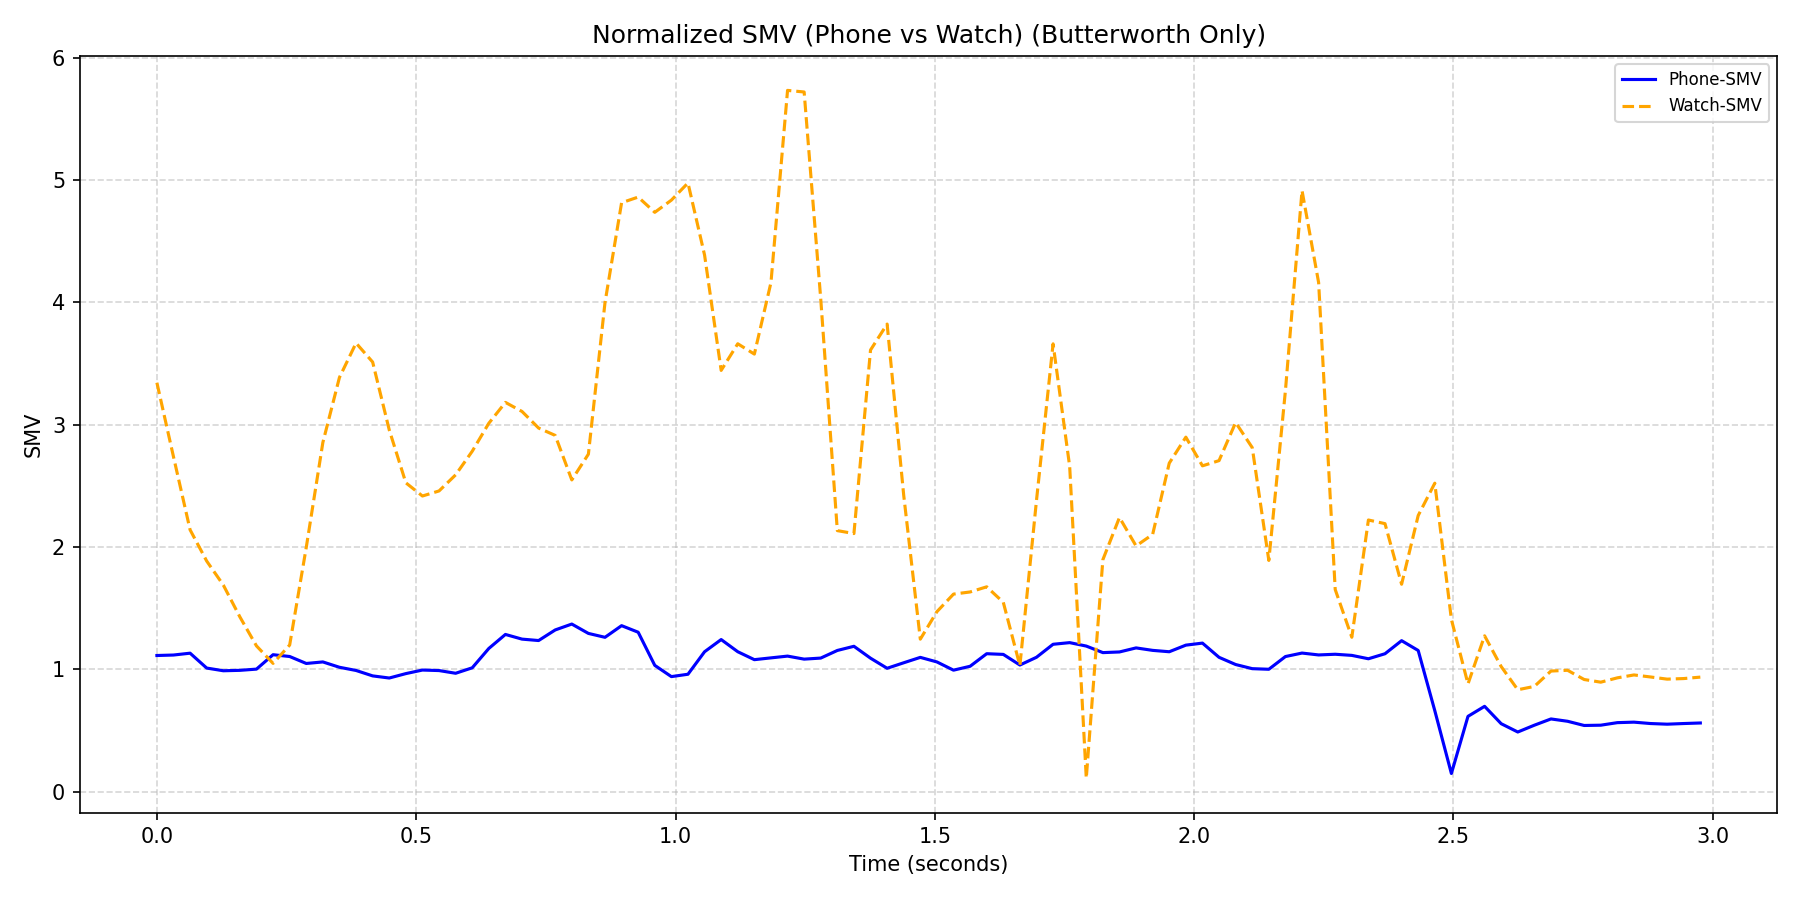 Normalized SMV (Phone vs Watch) (Butterworth Only)
Phone-SMV
Watch-SMV
6
5
4
3
2
1
0
SMV
0.0 0.5 1.0 1.5 2.0 2.5 3.0
Time (seconds)